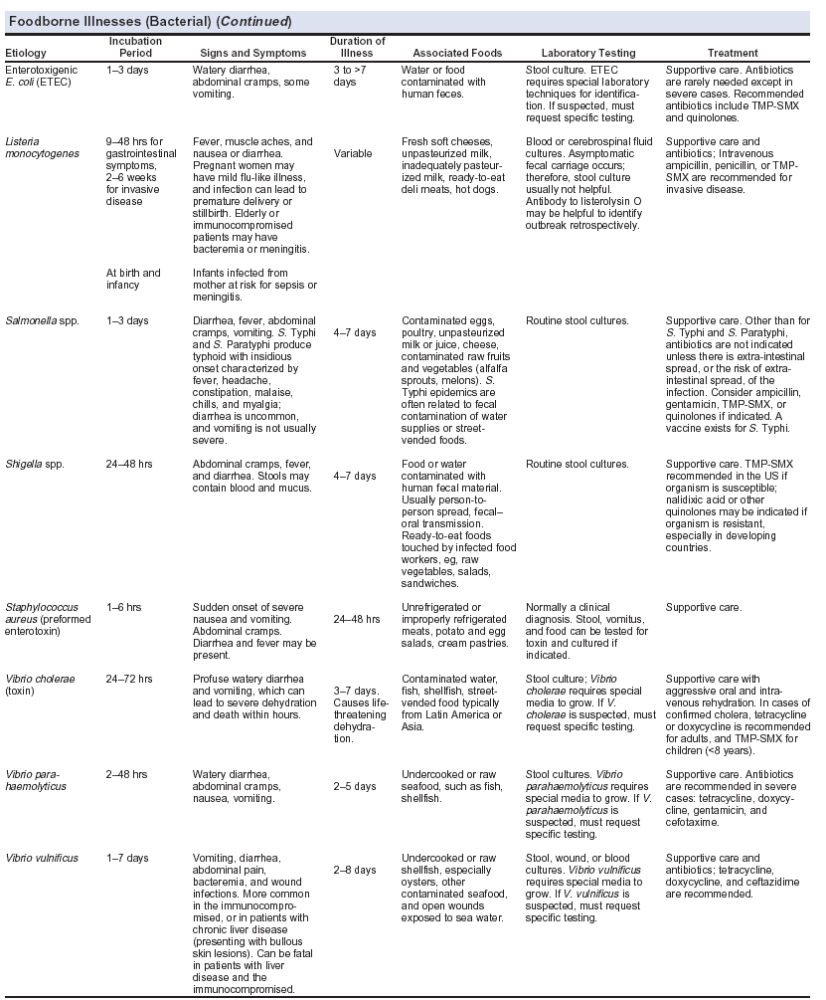 Foodborne Illnesses (Bacterial) (Continued)
Etiology
Incubation
Period
Signs and Symptoms
Duration of
Illness
Associated Foods
Laboratory Testing
Treatment
Enterotoxigenic
E. coli (ETEC)
1–3 days
Watery diarrhea,
abdominal cramps, some
vomiting.
3 to >7
days
Water or food
contaminated with
human feces.
Stool culture. ETEC
requires special laboratory
techniques for identifica-
tion. If suspected, must
request specific testing.
Supportive care. Antibiotics
are rarely needed except in
severe cases. Recommended
antibiotics include TMP-SMX
and quinolones.
Listeria
monocytogenes
9–48 hrs for
gastrointestinal
symptoms,
2–6 weeks
for invasive
disease
Fever, muscle aches, and
nausea or diarrhea.
Pregnant women may
have mild flu-like illness,
and infection can lead to
premature delivery or
stillbirth. Elderly or
immunocompromised
patients may have
bacteremia or meningitis.
Variable
Fresh soft cheeses,
unpasteurized milk,
inadequately pasteur-
ized milk, ready-to-eat
deli meats, hot dogs.
Blood or cerebrospinal fluid
cultures. Asymptomatic
fecal carriage occurs;
therefore, stool culture
usually not helpful.
Antibody to listerolysin O
may be helpful to identify
outbreak retrospectively.
Supportive care and
antibiotics; Intravenous
ampicillin, penicillin, or TMP-
SMX are recommended for
invasive disease.
At birth and
infancy
Infants infected from
mother at risk for sepsis or
meningitis.
Salmonella spp.
1–3 days
Diarrhea, fever, abdominal
cramps, vomiting. S. Typhi
and S. Paratyphi produce
typhoid with insidious
onset characterized by
fever, headache,
constipation, malaise,
chills, and myalgia;
diarrhea is uncommon,
and vomiting is not usually
severe.
4–7 days
Contaminated eggs,
poultry, unpasteurized
milk or juice, cheese,
contaminated raw fruits
and vegetables (alfalfa
sprouts, melons). S.
Typhi epidemics are
often related to fecal
contamination of water
supplies or street-
vended foods.
Routine stool cultures.
Supportive care. Other than for
S. Typhi and S. Paratyphi,
antibiotics are not indicated
unless there is extra-intestinal
spread, or the risk of extra-
intestinal spread, of the
infection. Consider ampicillin,
gentamicin, TMP-SMX, or
quinolones if indicated. A
vaccine exists for S. Typhi.
Shigella spp.
24–48 hrs
Abdominal cramps, fever,
and diarrhea. Stools may
contain blood and mucus.
4–7 days
Food or water
contaminated with
human fecal material.
Usually person-to-
person spread, fecal–
oral transmission.
Ready-to-eat foods
touched by infected food
workers, eg, raw
vegetables, salads,
sandwiches.
Routine stool cultures.
Supportive care. TMP-SMX
recommended in the US if
organism is susceptible;
nalidixic acid or other
quinolones may be indicated if
organism is resistant,
especially in developing
countries.
Staphylococcus
aureus (preformed
enterotoxin)
1–6 hrs
Sudden onset of severe
nausea and vomiting.
Abdominal cramps.
Diarrhea and fever may be
present.
24–48 hrs
Unrefrigerated or
improperly refrigerated
meats, potato and egg
salads, cream pastries.
Normally a clinical
diagnosis. Stool, vomitus,
and food can be tested for
toxin and cultured if
indicated.
Supportive care.
Vibrio cholerae
(toxin)
24–72 hrs
Profuse watery diarrhea
and vomiting, which can
lead to severe dehydration
and death within hours.
3–7 days.
Causes life-
threatening
dehydra-
tion.
Contaminated water,
fish, shellfish, street-
vended food typically
from Latin America or
Asia.
Stool culture; Vibrio
cholerae requires special
media to grow. If V.
cholerae is suspected, must
request specific testing.
Supportive care with
aggressive oral and intra-
venous rehydration. In cases of
confirmed cholera, tetracycline
or doxycycline is recommended
for adults, and TMP-SMX for
children (<8 years).
Vibrio para-
haemolyticus
2–48 hrs
Watery diarrhea,
abdominal cramps,
nausea, vomiting.
2–5 days
Undercooked or raw
seafood, such as fish,
shellfish.
Stool cultures. Vibrio
parahaemolyticus requires
special media to grow. If V.
parahaemolyticus is
suspected, must request
specific testing.
Supportive care. Antibiotics
are recommended in severe
cases: tetracycline, doxycy-
cline, gentamicin, and
cefotaxime.
Vibrio vulnificus
1–7 days
Vomiting, diarrhea,
abdominal pain,
bacteremia, and wound
infections. More common
in the immunocompro-
mised, or in patients with
chronic liver disease
(presenting with bullous
skin lesions). Can be fatal
in patients with liver
disease and the
immunocompromised.
2–8 days
Undercooked or raw
shellfish, especially
oysters, other
contaminated seafood,
and open wounds
exposed to sea water.
Stool, wound, or blood
cultures. Vibrio vulnificus
requires special media to
grow. If V. vulnificus is
suspected, must request
specific testing.
Supportive care and
antibiotics; tetracycline,
doxycycline, and ceftazidime
are recommended.